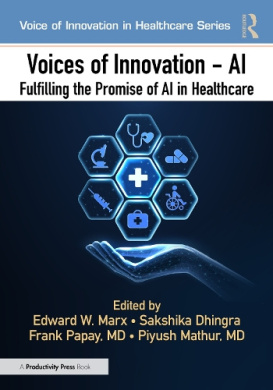 Voice of Innovation in Healthcare Series
Voices of Innovation – AI
Fulfilling the Promise of AI in Healthcare
Edited by
Edward W. Marx • Sakshika Dhingra
Frank Papay, MD • Piyush Mathur, MD
A Productivity Press Book